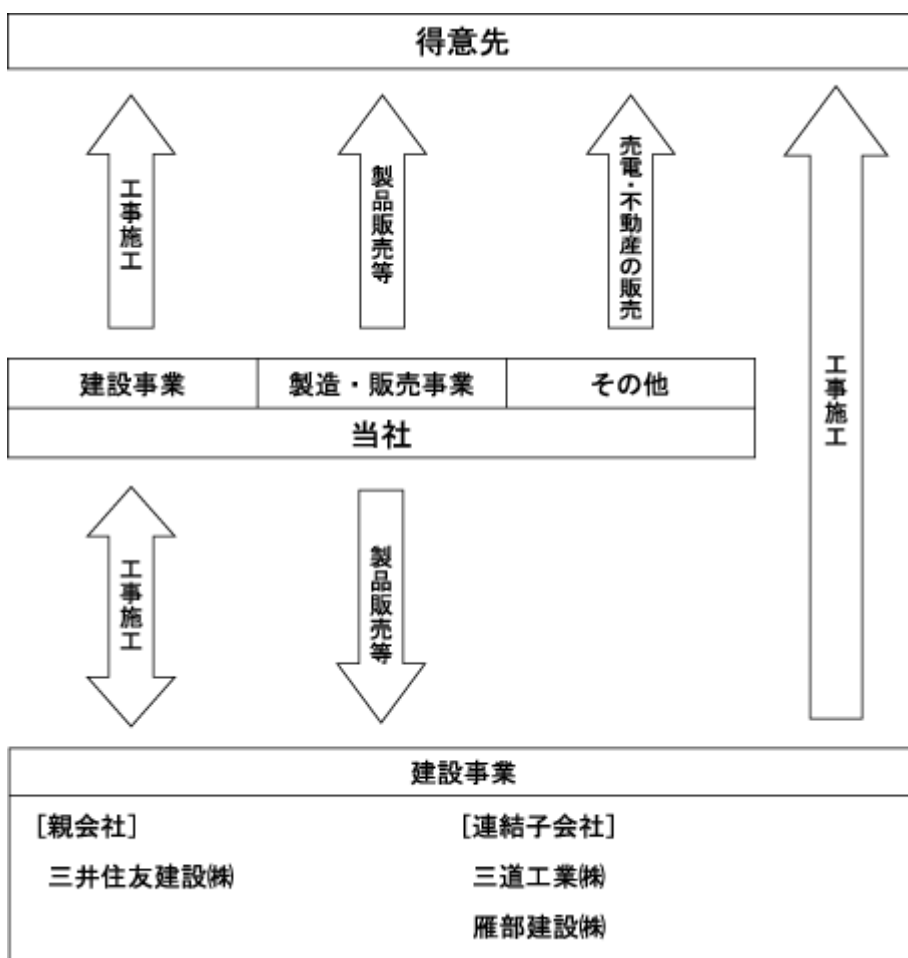 得意先
工事施工
製品販売等
売電・不動産の販売
工事施工
建設事業
製造・販売事業
その他
当社
工事施工
製品販売等
建設事業
[親会社]
三井住友建設㈱
[連結子会社]
三道工業㈱
雁部建設㈱